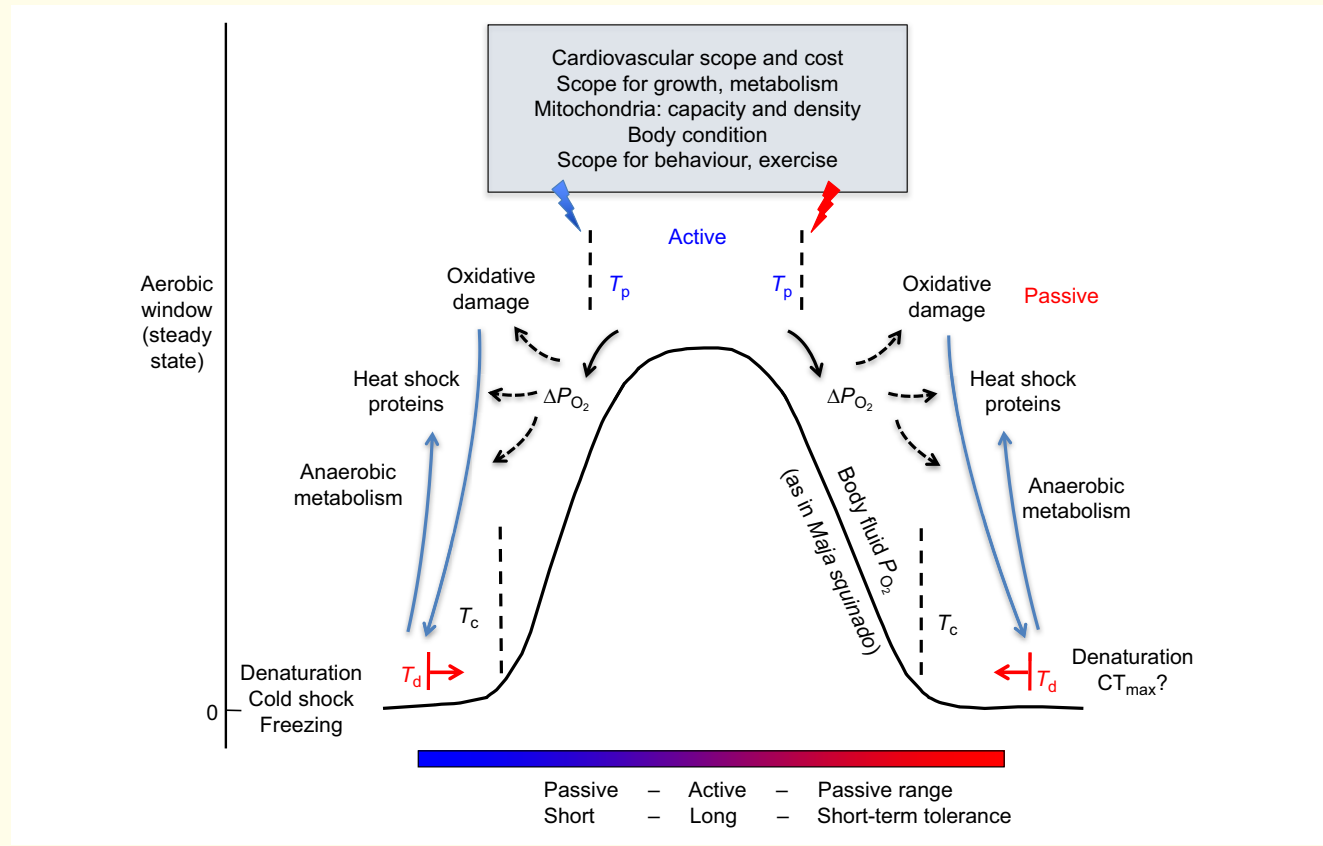 Cardiovascular scope and cost
Scope for growth, metabolism
Mitochondria: capacity and density
Body condition
Scope for behaviour, exercise
Active
Aerobic
window
(steady
state)
Oxidative
damage
Tp
Tp
Oxidative
damage
Passive
Heat shock
proteins
ΔPO2
ΔPO2
Heat shock
proteins
Anaerobic
metabolism
Body fluid PO2
(as in Maja squinado)
Anaerobic
metabolism
Tc
Tc
Denaturation
Cold shock
Freezing
Td
Td
Denaturation
CTmax?
0
Passive – Active – Passive range
Short – Long – Short-term tolerance